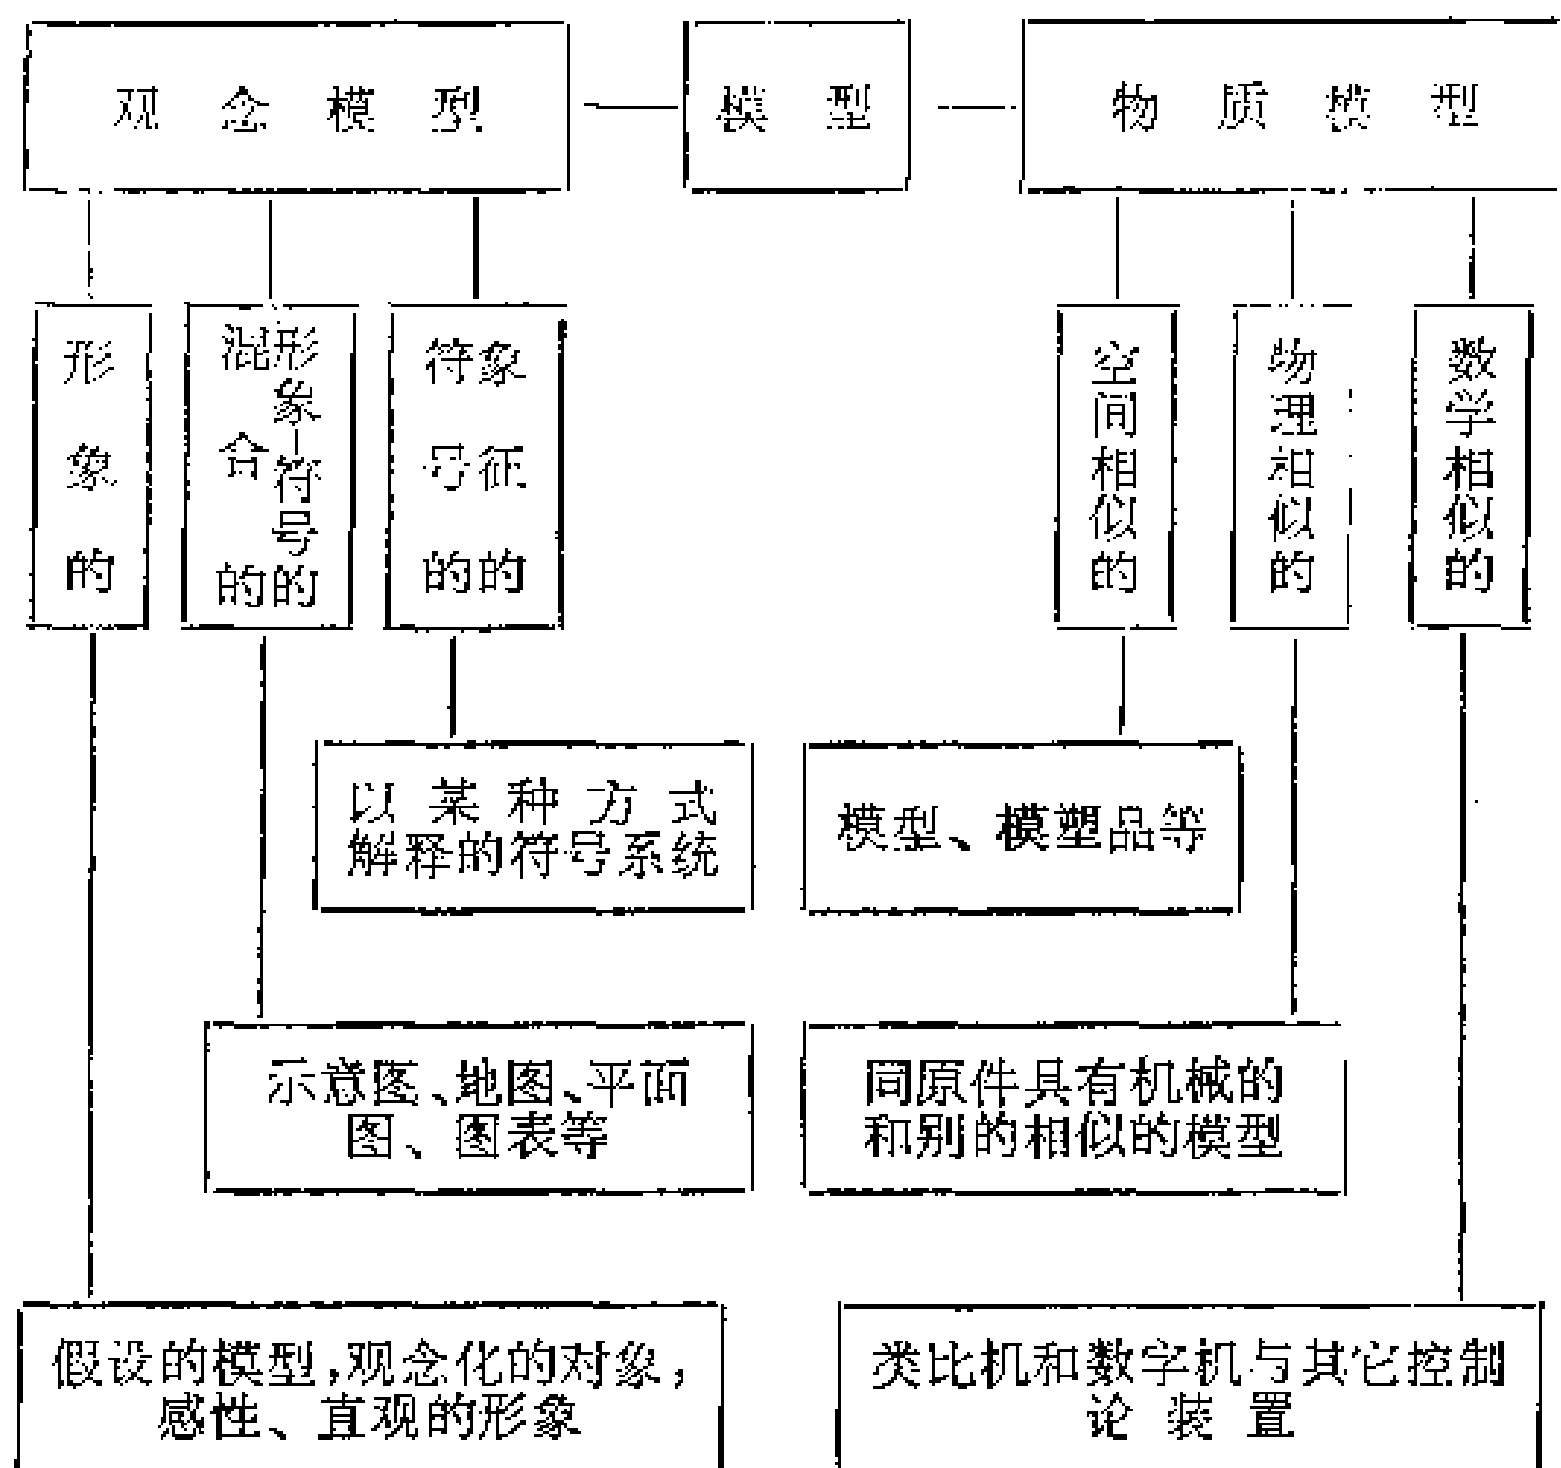 观念模型
模型
物质模型
形象的
混合的
形象-符号的
符号的
象征的
空间相似的
物理相似的
数学相似的
以某种方式
解释的符号系统
模型、模塑品等
示意图、地图、平面
图、图表等
同原件具有机械的
和别的相似的模型
假设的模型,观念化的对象,
感性、直观的形象
类比机和数字机与其它控制
论装置